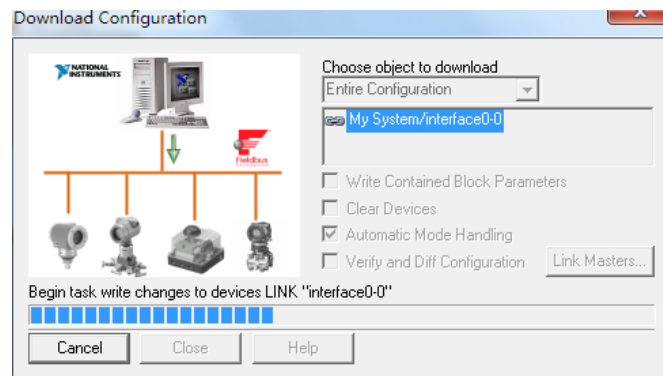 Download Configuration
NATIONAL
INSTRUMENTS
Fieldbus
FOUNDATION
Choose object to download
Entire Configuration
My System/interface0-0
Write Contained Block Parameters
Clear Devices
Automatic Mode Handling
Verify and Diff Configuration
Link Masters...
Begin task write changes to devices LINK "interface0-0"
Cancel
Close
Help